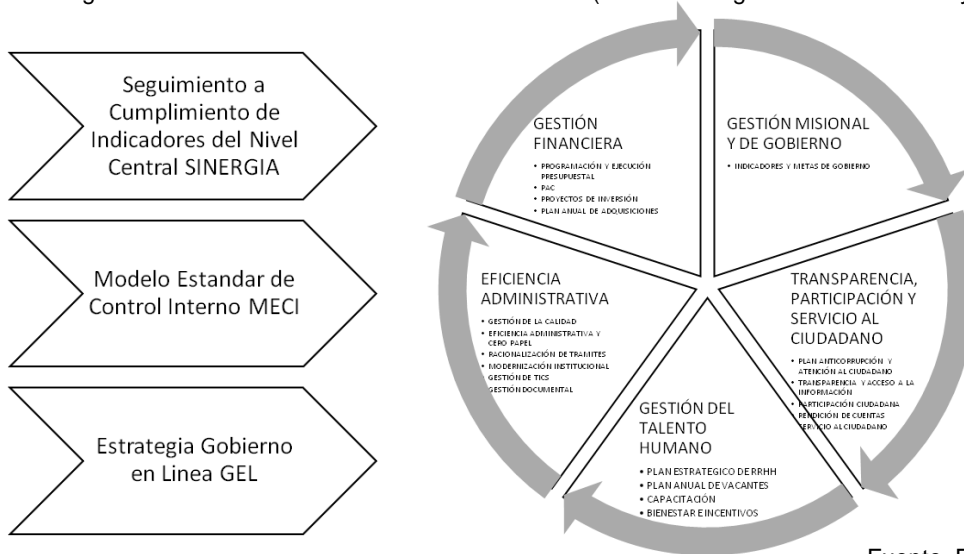 Seguimiento a
Cumplimiento de
Indicadores del Nivel
Central SINERGIA
Modelo Estandar de
Control Interno MECI
Estrategia Gobierno
en Linea GEL
GESTIÓN
FINANCIERA
• PROGRAMACIÓN Y EJECUCIÓN
PRESUPUESTAL
• PAC
• PROYECTOS DE INVERSIÓN
• PLAN ANUAL DE ADQUISICIONES
GESTIÓN MISIONAL
Y DE GOBIERNO
• INDICADORES Y METAS DE GOBIERNO
TRANSPARENCIA,
PARTICIPACIÓN Y
SERVICIO AL
CIUDADANO
• PLAN ANTICORRUPCIÓN Y
ATENCIÓN AL CIUDADANO
• TRANSPARENCIA Y ACCESO A LA
INFORMACIÓN
• PARTICIPACIÓN CIUDADANA
RENDICIÓN DE CUENTAS
SERVICIO AL CIUDADANO
GESTIÓN DEL
TALENTO
HUMANO
• PLAN ESTRATEGICO DE RRHH
• PLAN ANUAL DE VACANTES
• CAPACITACIÓN
• BIENESTAR E INCENTIVOS
EFICIENCIA
ADMINISTRATIVA
• GESTIÓN DE LA CALIDAD
• EFICIENCIA ADMINISTRATIVA Y
CERO PAPEL
• RACIONALIZACIÓN DE TRAMITES
• MODERNIZACIÓN INSTITUCIONAL
• GESTIÓN DE TICS
GESTIÓN DOCUMENTAL